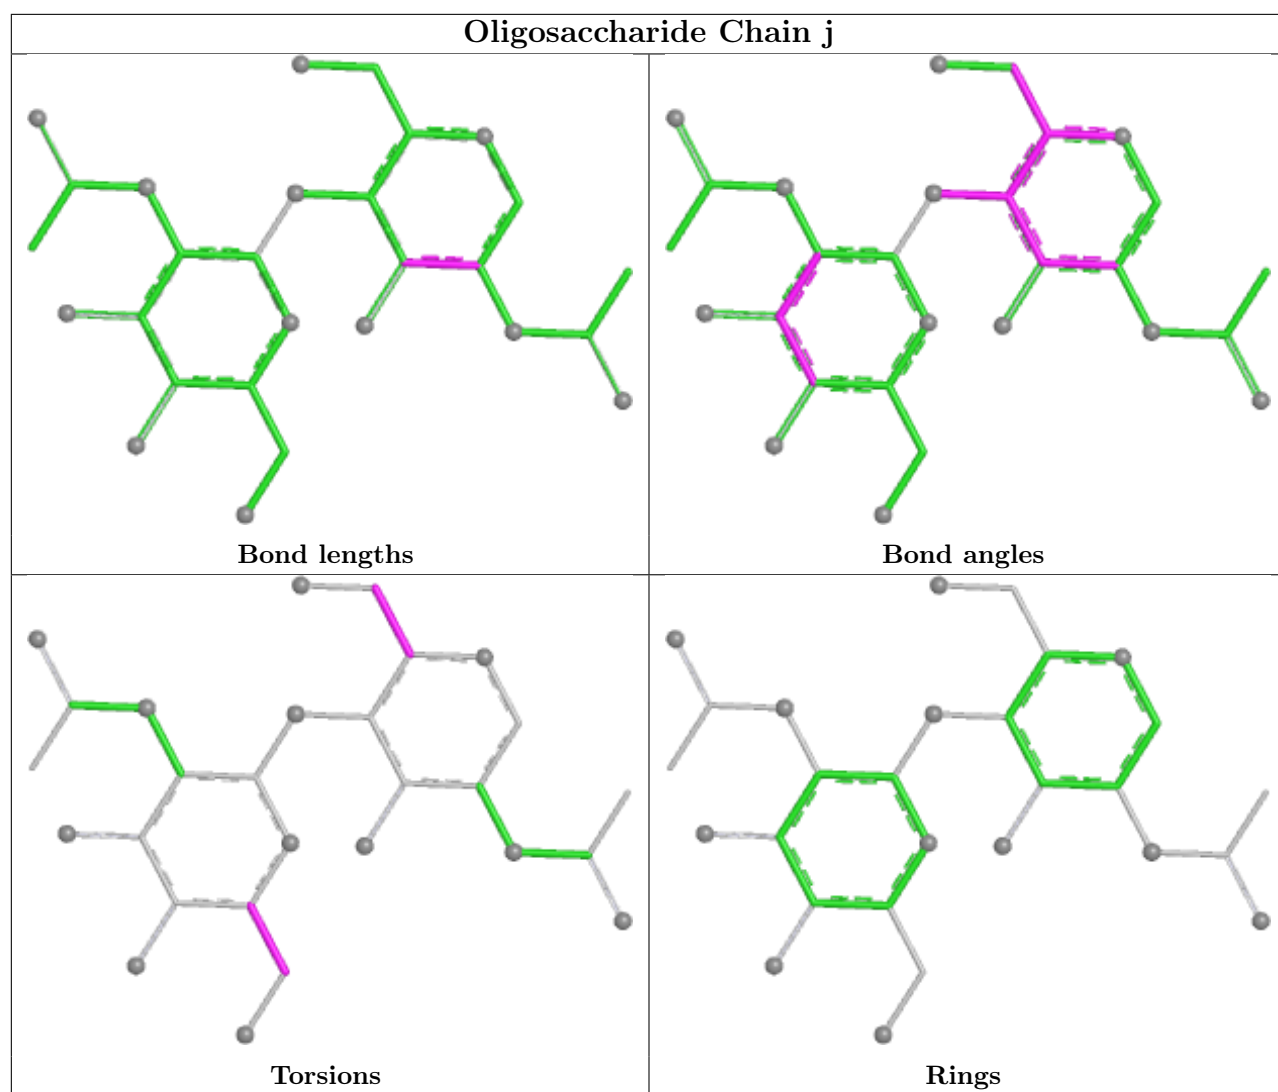 Oligosaccharide Chain j
Bond lengths
Bond angles
Torsions
Rings